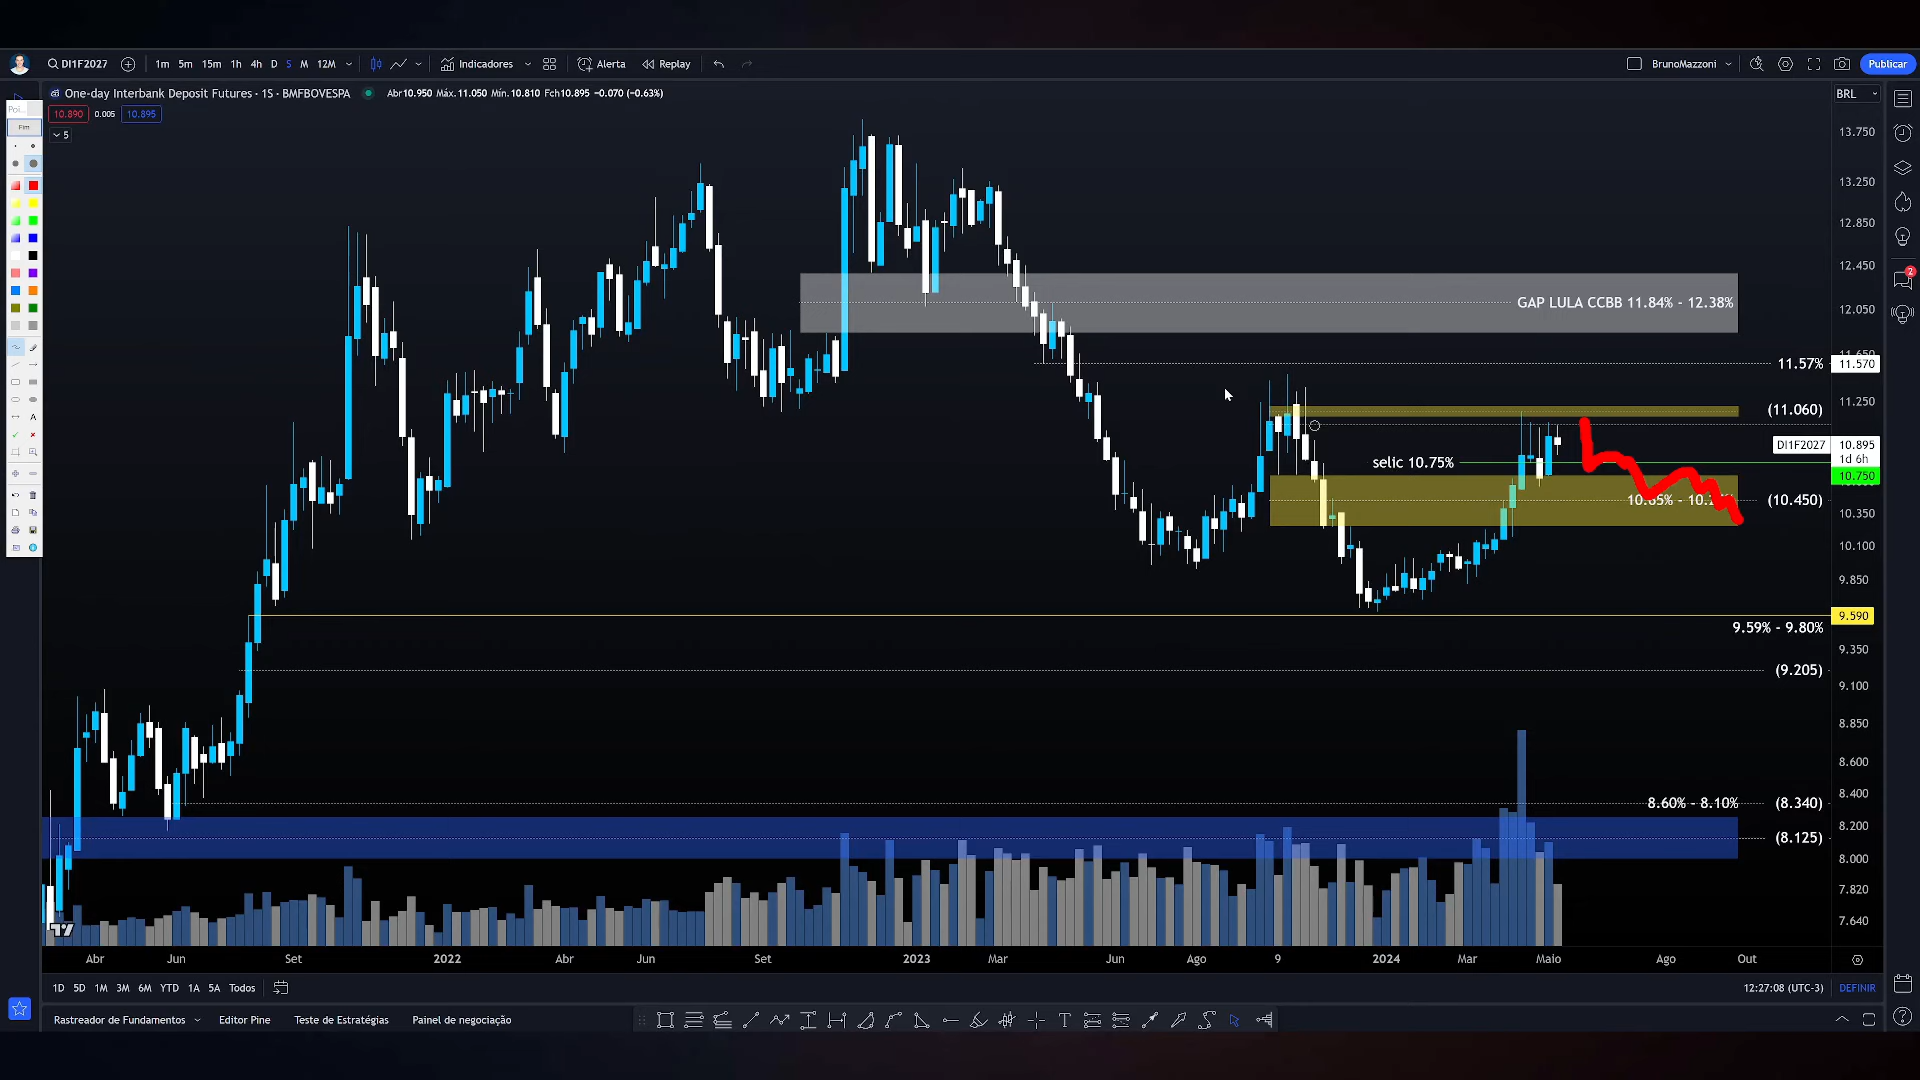 DI1F2027 1m 5m 15m 1h 4h D S M 12M Indicadores Alerta Replay BrunoMazzoni Publicar
One-day Interbank Deposit Futures · 1S · BMFBOVESPA Abr10.950 Máx.11.050 Mín.10.810 Fch10.895 -0.070 (-0.63%) BRL
10.890 0.005 10.895
5
Fim
A
2
13.750
13.250
12.850
12.450
GAP LULA CCBB 11.84% - 12.38%
12.050
11.57% 11.570
11.250
(11.060)
DI1F2027 10.895
1d 6h
selic 10.75% 10.750
(10.450)
10.350
10.100
9.850
9.590
9.59% - 9.80%
9.350
(9.205)
9.100
8.850
8.600
8.400
8.60% - 8.10% (8.340)
8.200
(8.125)
8.000
7.820
7.640
Abr Jun Set 2022 Abr Jun Set 2023 Mar Jun Ago 9 2024 Mar Maio Ago Out
1D 5D 1M 3M 6M YTD 1A 5A Todos 12:27:08 (UTC-3) DEFINIR
Rastreador de Fundamentos Editor Pine Teste de Estratégias Painel de negociação